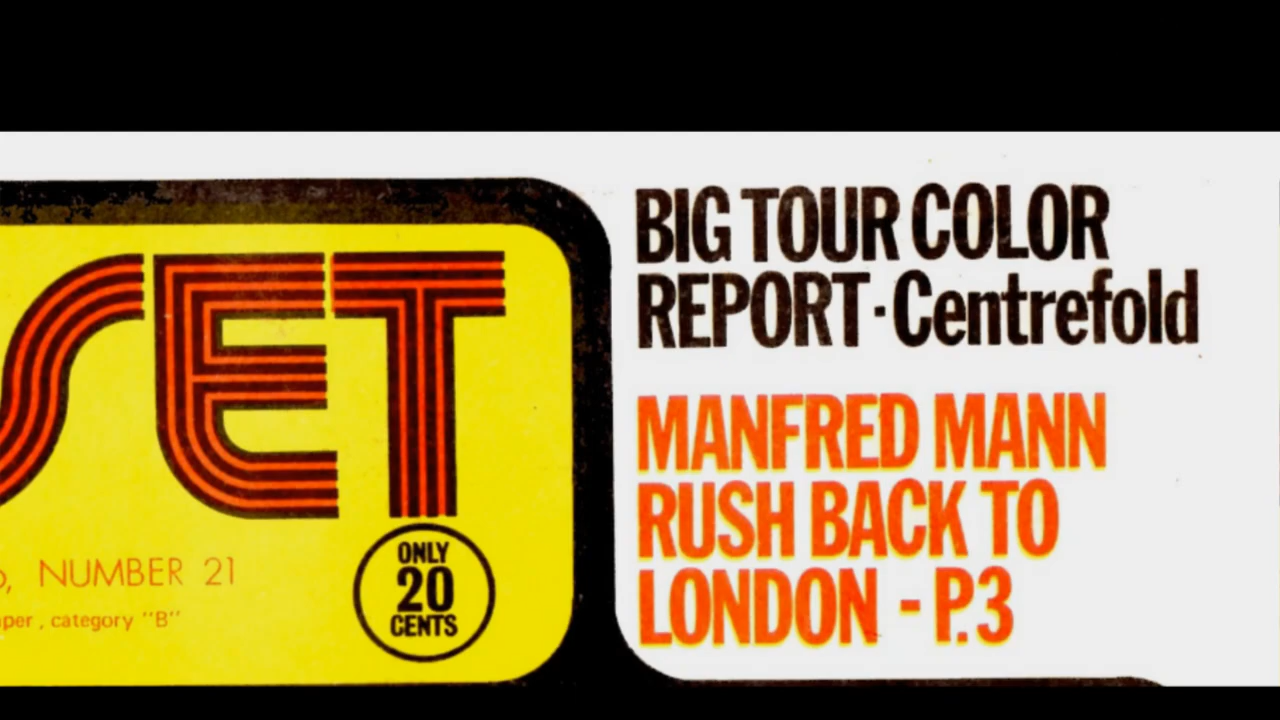 SET
NUMBER 21
category "B"
ONLY
20
CENTS
BIG TOUR COLOR
REPORT · Centrefold
MANFRED MANN
RUSH BACK TO
LONDON - P.3